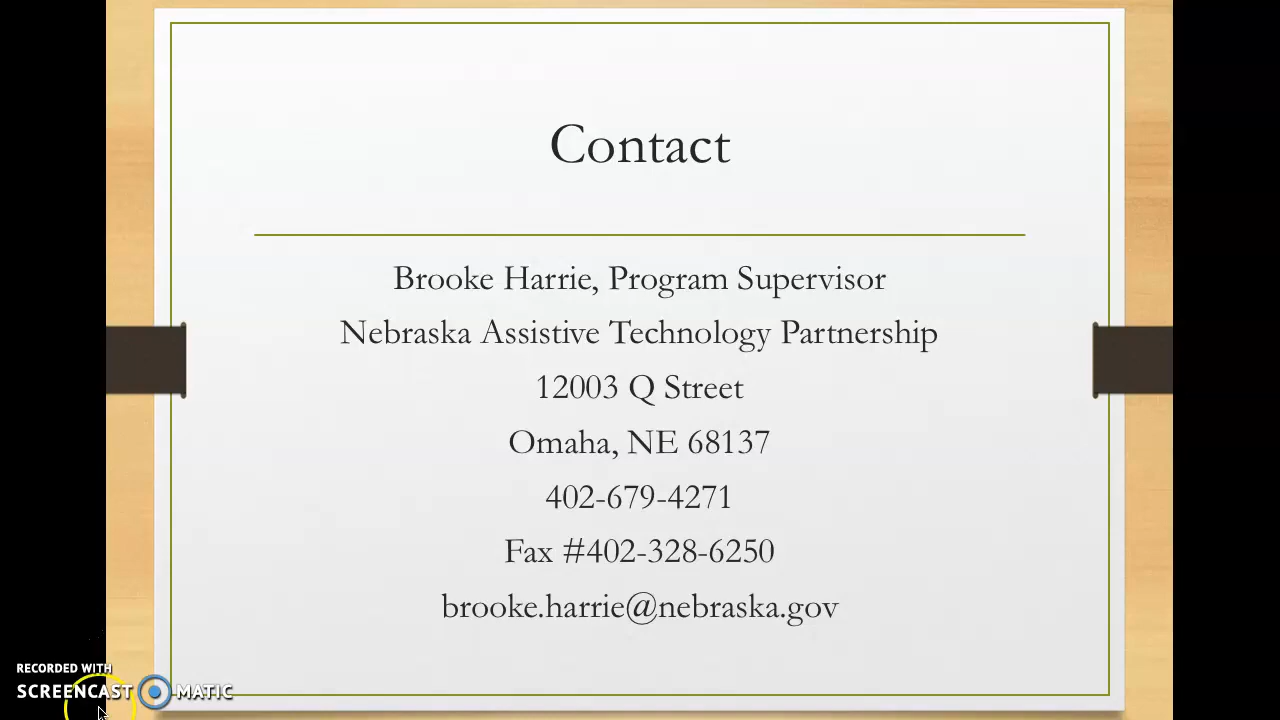 Contact
Brooke Harrie, Program Supervisor
Nebraska Assistive Technology Partnership
12003 Q Street
Omaha, NE 68137
402-679-4271
Fax #402-328-6250
brooke.harrie@nebraska.gov
RECORDED WITH
SCREENCAST MATIC